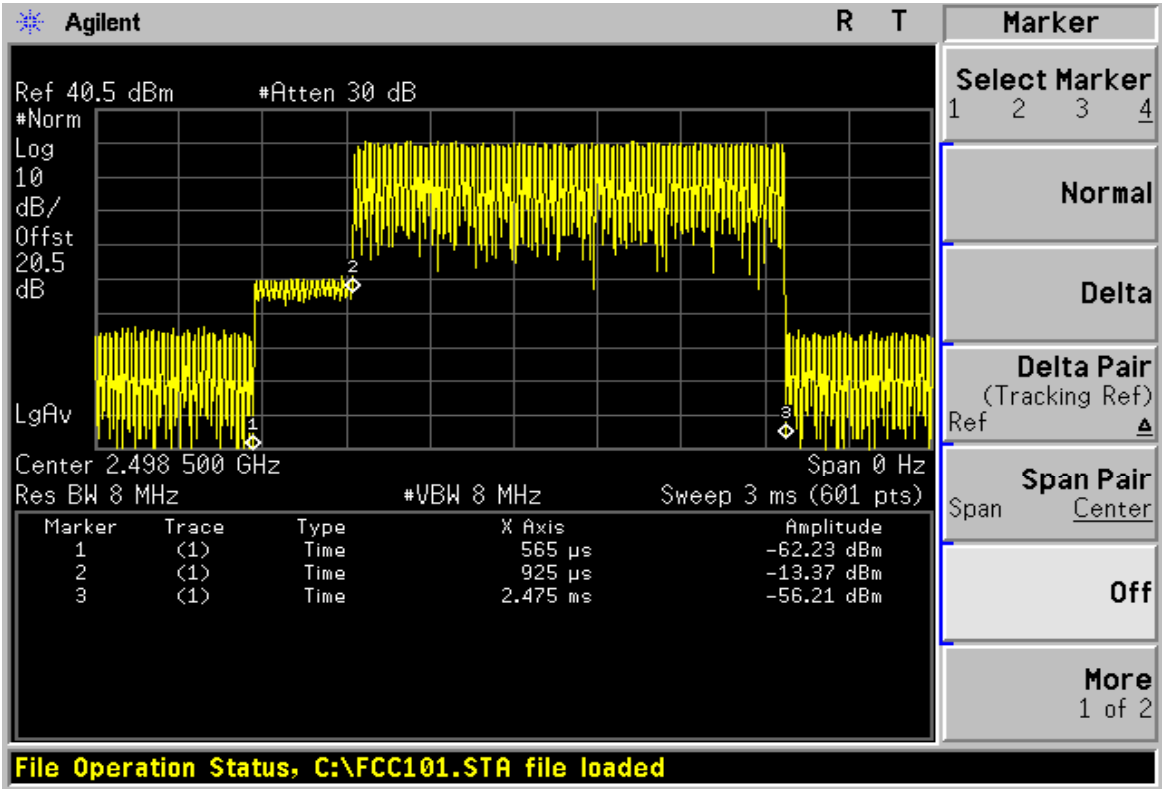 Agilent R T
Ref 40.5 dBm #Atten 30 dB
#Norm
Log
10
dB/
Offst
20.5
dB
LgAv
1
2
3
Center 2.498 500 GHz Span 0 Hz
Res BW 8 MHz #VBW 8 MHz Sweep 3 ms (601 pts)
Marker Trace Type X Axis Amplitude
1 (1) Time 565 µs -62.23 dBm
2 (1) Time 925 µs -13.37 dBm
3 (1) Time 2.475 ms -56.21 dBm
Marker
Select Marker
1 2 3 4
Normal
Delta
Delta Pair
(Tracking Ref)
Ref Δ
Span Pair
Span Center
Off
More
1 of 2
File Operation Status, C:\FCC101.STA file loaded